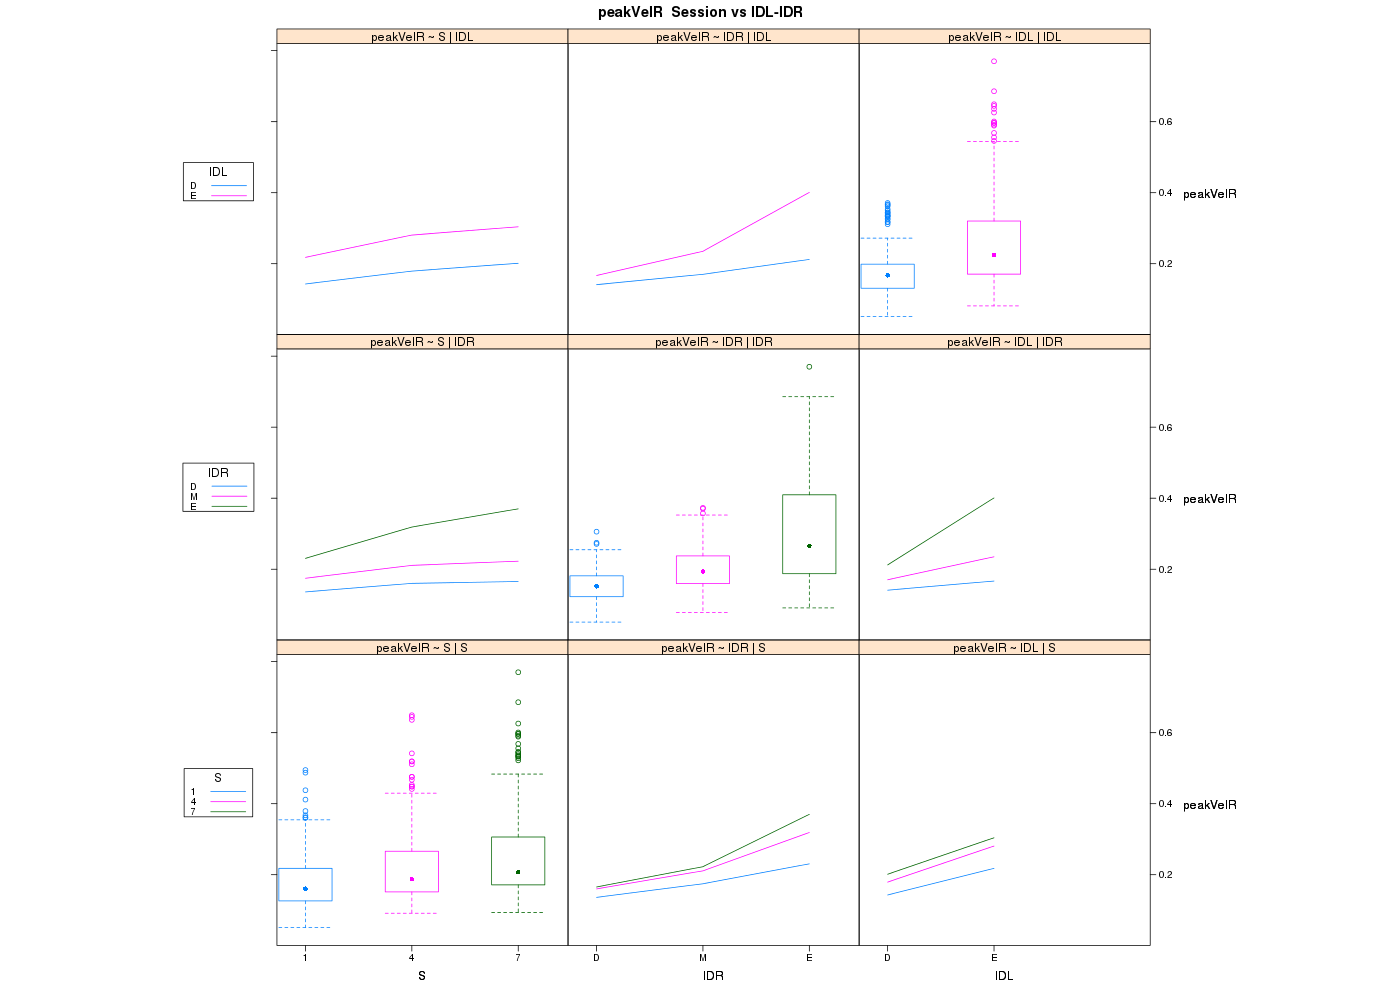 peakVelR  Session vs IDL-IDR
peakVelR ~ S | IDL
peakVelR ~ IDR | IDL
peakVelR ~ IDL | IDL
IDL
D
E
0.6
0.4
0.2
peakVelR
peakVelR ~ S | IDR
peakVelR ~ IDR | IDR
peakVelR ~ IDL | IDR
IDR
D
M
E
0.6
0.4
0.2
peakVelR
peakVelR ~ S | S
peakVelR ~ IDR | S
peakVelR ~ IDL | S
S
1
4
7
0.6
0.4
0.2
peakVelR
1 4 7
D M E
D E
S
IDR
IDL